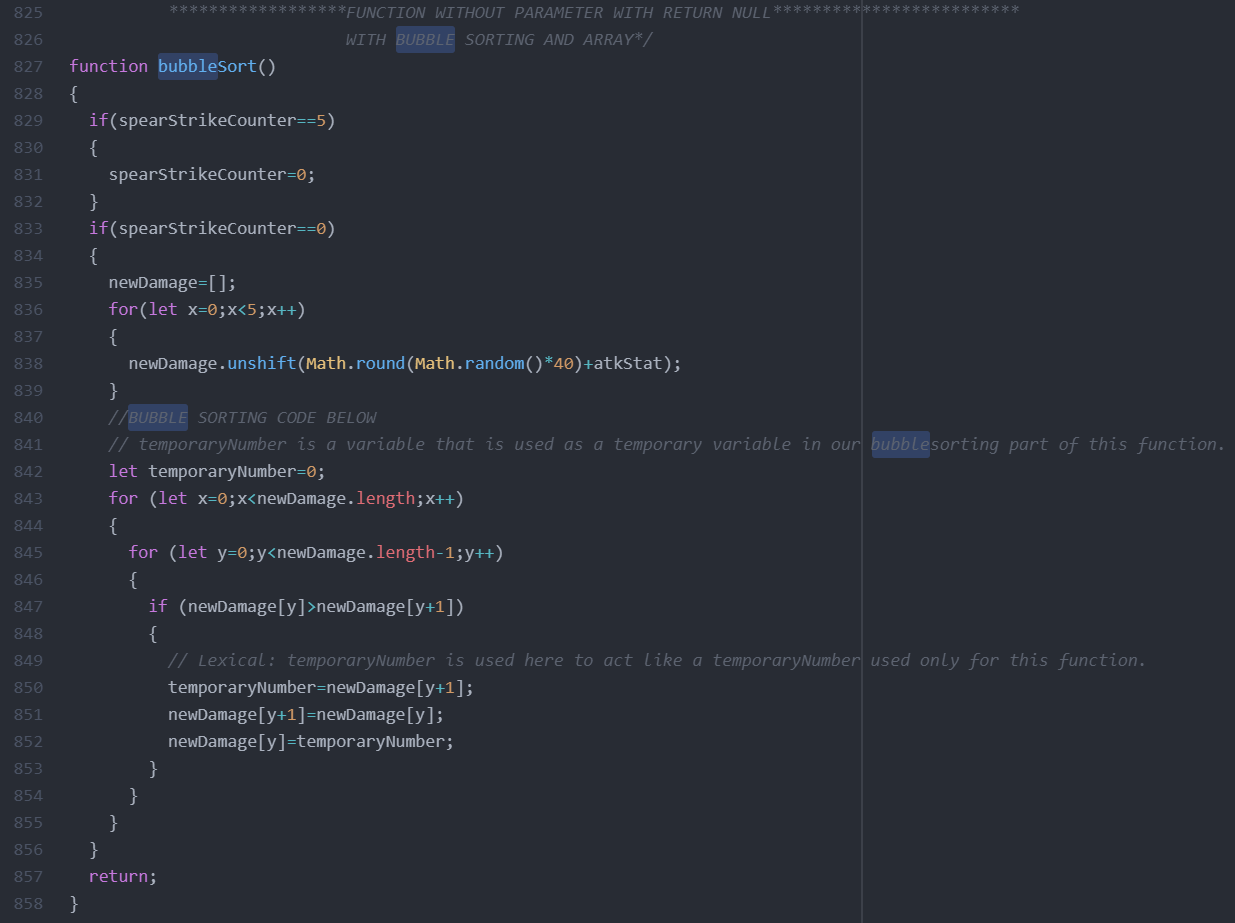 825 ******************FUNCTION WITHOUT PARAMETER WITH RETURN NULL*************************
826 WITH BUBBLE SORTING AND ARRAY*/
827 function bubbleSort()
828 {
829 if(spearStrikeCounter==5)
830 {
831 spearStrikeCounter=0;
832 }
833 if(spearStrikeCounter==0)
834 {
835 newDamage=[];
836 for(let x=0;x<5;x++)
837 {
838 newDamage.unshift(Math.round(Math.random()*40)+atkStat);
839 }
840 //BUBBLE SORTING CODE BELOW
841 // temporaryNumber is a variable that is used as a temporary variable in our bubblesorting part of this function.
842 let temporaryNumber=0;
843 for (let x=0;x<newDamage.length;x++)
844 {
845 for (let y=0;y<newDamage.length-1;y++)
846 {
847 if (newDamage[y]>newDamage[y+1])
848 {
849 // Lexical: temporaryNumber is used here to act like a temporaryNumber used only for this function.
850 temporaryNumber=newDamage[y+1];
851 newDamage[y+1]=newDamage[y];
852 newDamage[y]=temporaryNumber;
853 }
854 }
855 }
856 }
857 return;
858 }